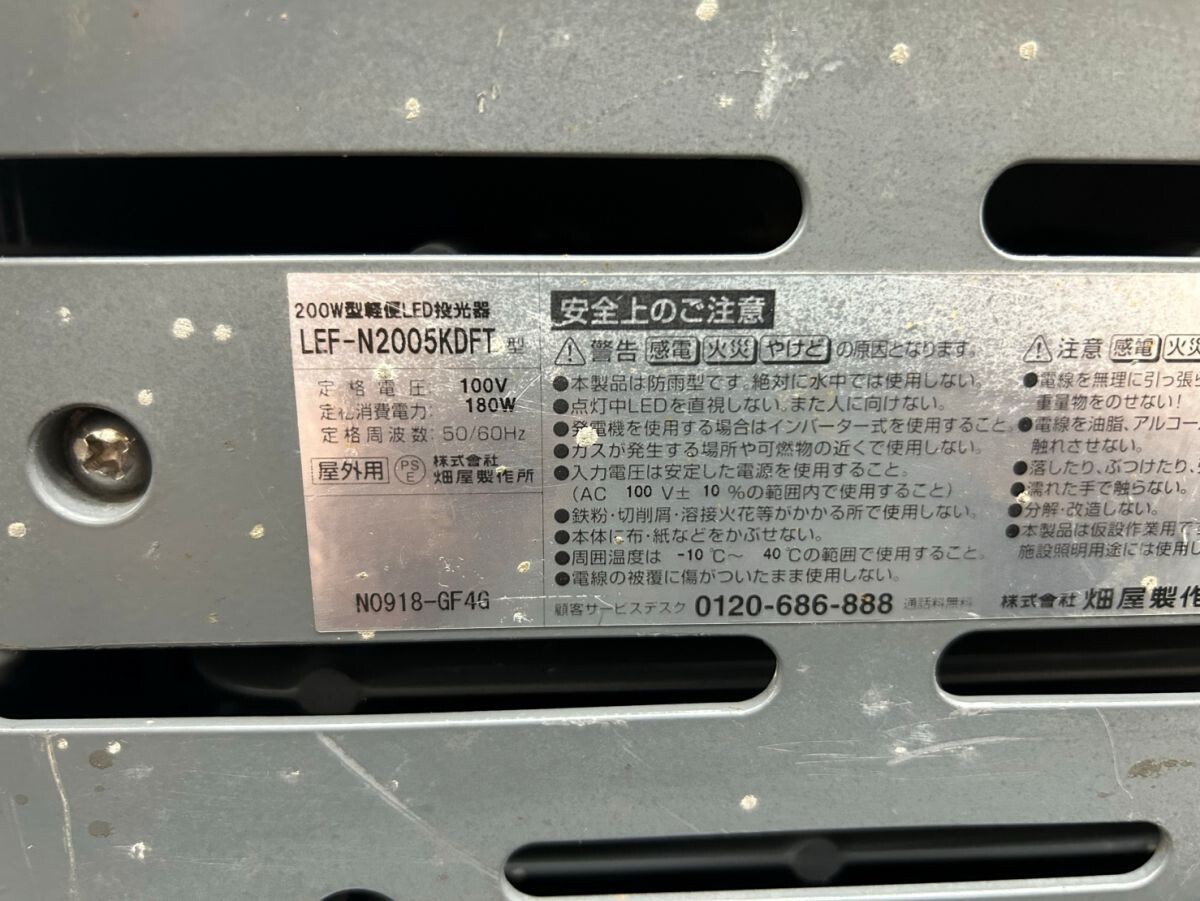 200W型軽便LED投光器
LEF-N2005KDFT 型
定格電圧 100V
定格消費電力: 180W
定格周波数: 50/60Hz
屋外用 PSE 株式会社 畑屋製作所
N0918-GF4G
安全上のご注意
⚠警告 感電 火災 やけど の原因となります。
●本製品は防雨型です。絶対に水中では使用しない。
●点灯中LEDを直視しない。また人に向けない。
●発電機を使用する場合はインバーター式を使用すること。
●ガスが発生する場所や可燃物の近くで使用しない。
●入力電圧は安定した電源を使用すること。
(AC 100 V± 10 %の範囲内で使用すること)
●鉄粉・切削屑・溶接火花等がかかる所で使用しない。
●本体に布・紙などをかぶせない。
●周囲温度は -10℃〜 40℃の範囲で使用すること。
●電線の被覆に傷がついたまま使用しない。
顧客サービスデスク 0120-686-888 通話料無料
⚠注意 感電 火災
●電線を無理に引っ張ら
重量物をのせない!
●電線を油脂、アルコー
触れさせない。
●落したり、ぶつけたり、
●濡れた手で触らない。
●分解・改造しない。
●本製品は仮設作業用で
施設照明用途には使用し
株式会社 畑屋製作